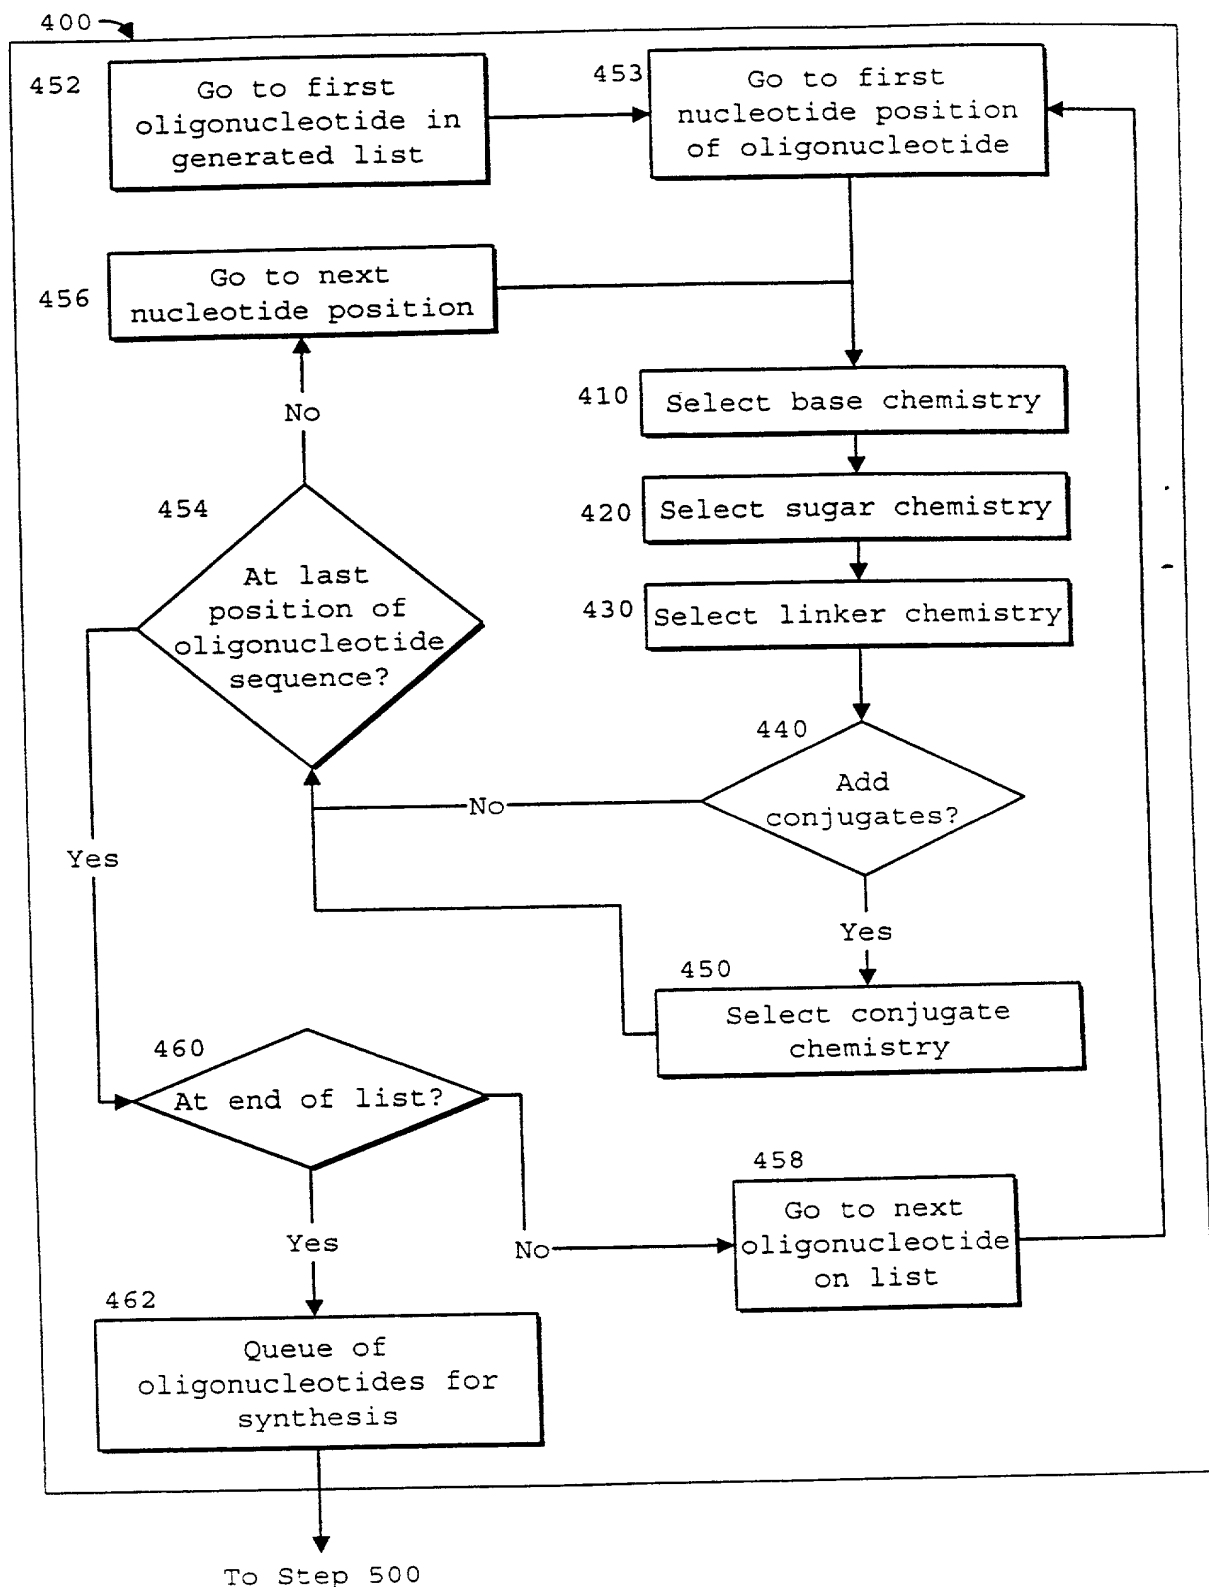 400
452
Go to first
oligonucleotide in
generated list
453
Go to first
nucleotide position
of oligonucleotide
456
Go to next
nucleotide position
No
410
Select base chemistry
420
Select sugar chemistry
430
Select linker chemistry
454
At last
position of
oligonucleotide
sequence?
440
Add
conjugates?
No
Yes
Yes
450
Select conjugate
chemistry
460
At end of list?
458
Go to next
oligonucleotide
on list
Yes
No
462
Queue of
oligonucleotides for
synthesis
To Step 500